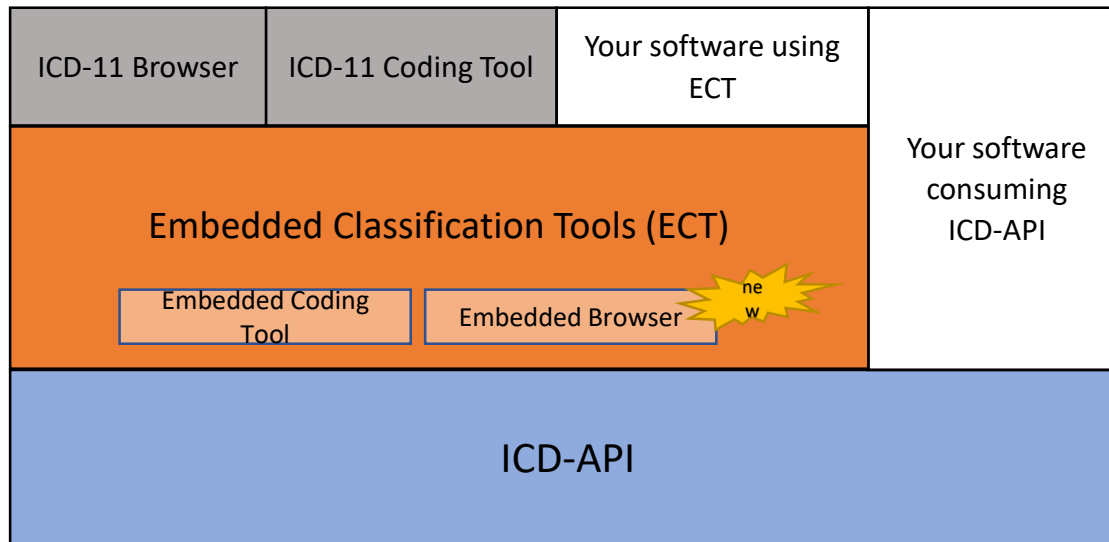 ICD-11 Browser
ICD-11 Coding Tool
Your software using
ECT
Your software
consuming
ICD-API
Embedded Classification Tools (ECT)
Embedded Coding
Tool
Embedded Browser
ne
w
ICD-API